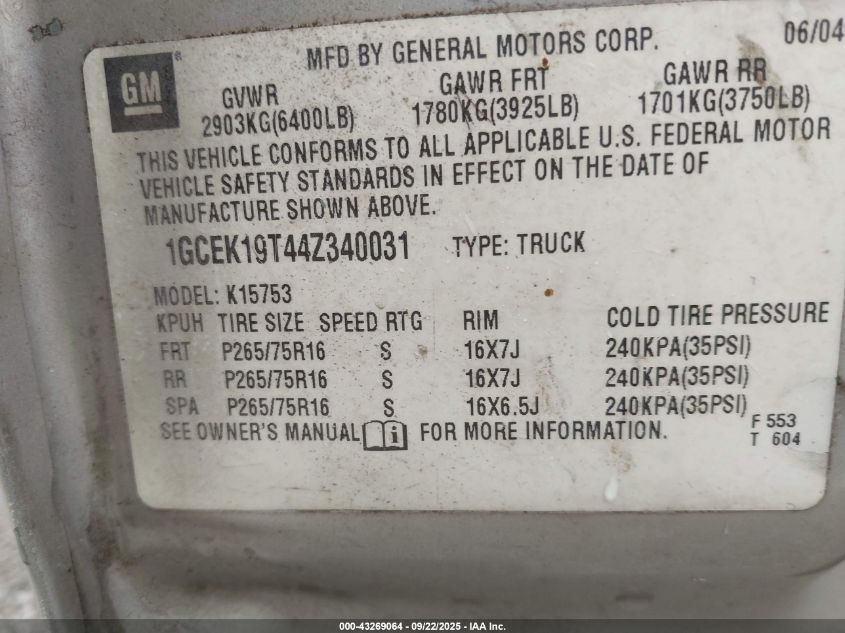 MFD BY GENERAL MOTORS CORP. 06/04
GM
GVWR GAWR FRT GAWR RR
2903KG(6400LB) 1780KG(3925LB) 1701KG(3750LB)
THIS VEHICLE CONFORMS TO ALL APPLICABLE U.S. FEDERAL MOTOR
VEHICLE SAFETY STANDARDS IN EFFECT ON THE DATE OF
MANUFACTURE SHOWN ABOVE.
1GCEK19T44Z340031 TYPE: TRUCK
MODEL: K15753
KPUH TIRE SIZE SPEED RTG RIM COLD TIRE PRESSURE
FRT P265/75R16 S 16X7J 240KPA(35PSI)
RR P265/75R16 S 16X7J 240KPA(35PSI)
SPA P265/75R16 S 16X6.5J 240KPA(35PSI)
SEE OWNER'S MANUAL i FOR MORE INFORMATION.
F 553
T 604
000-43269064 - 09/22/2025 - IAA Inc.